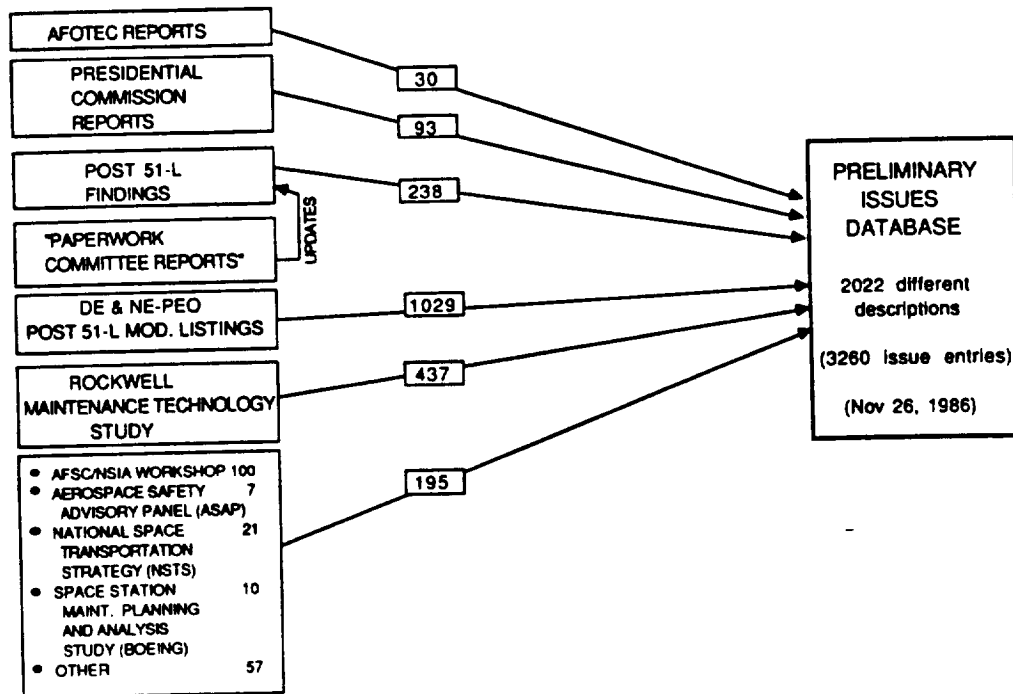 AFOTEC REPORTS
PRESIDENTIAL
COMMISSION
REPORTS
POST 51-L
FINDINGS
"PAPERWORK
COMMITTEE REPORTS"
UPDATES
DE & NE-PEO
POST 51-L MOD. LISTINGS
ROCKWELL
MAINTENANCE TECHNOLOGY
STUDY
• AFSC/NSIA WORKSHOP 100
• AEROSPACE SAFETY 7
ADVISORY PANEL (ASAP)
• NATIONAL SPACE 21
TRANSPORTATION
STRATEGY (NSTS)
• SPACE STATION 10
MAINT. PLANNING
AND ANALYSIS
STUDY (BOEING)
• OTHER 57
30
93
238
1029
437
195
PRELIMINARY
ISSUES
DATABASE
2022 different
descriptions
(3260 issue entries)
(Nov 26, 1986)